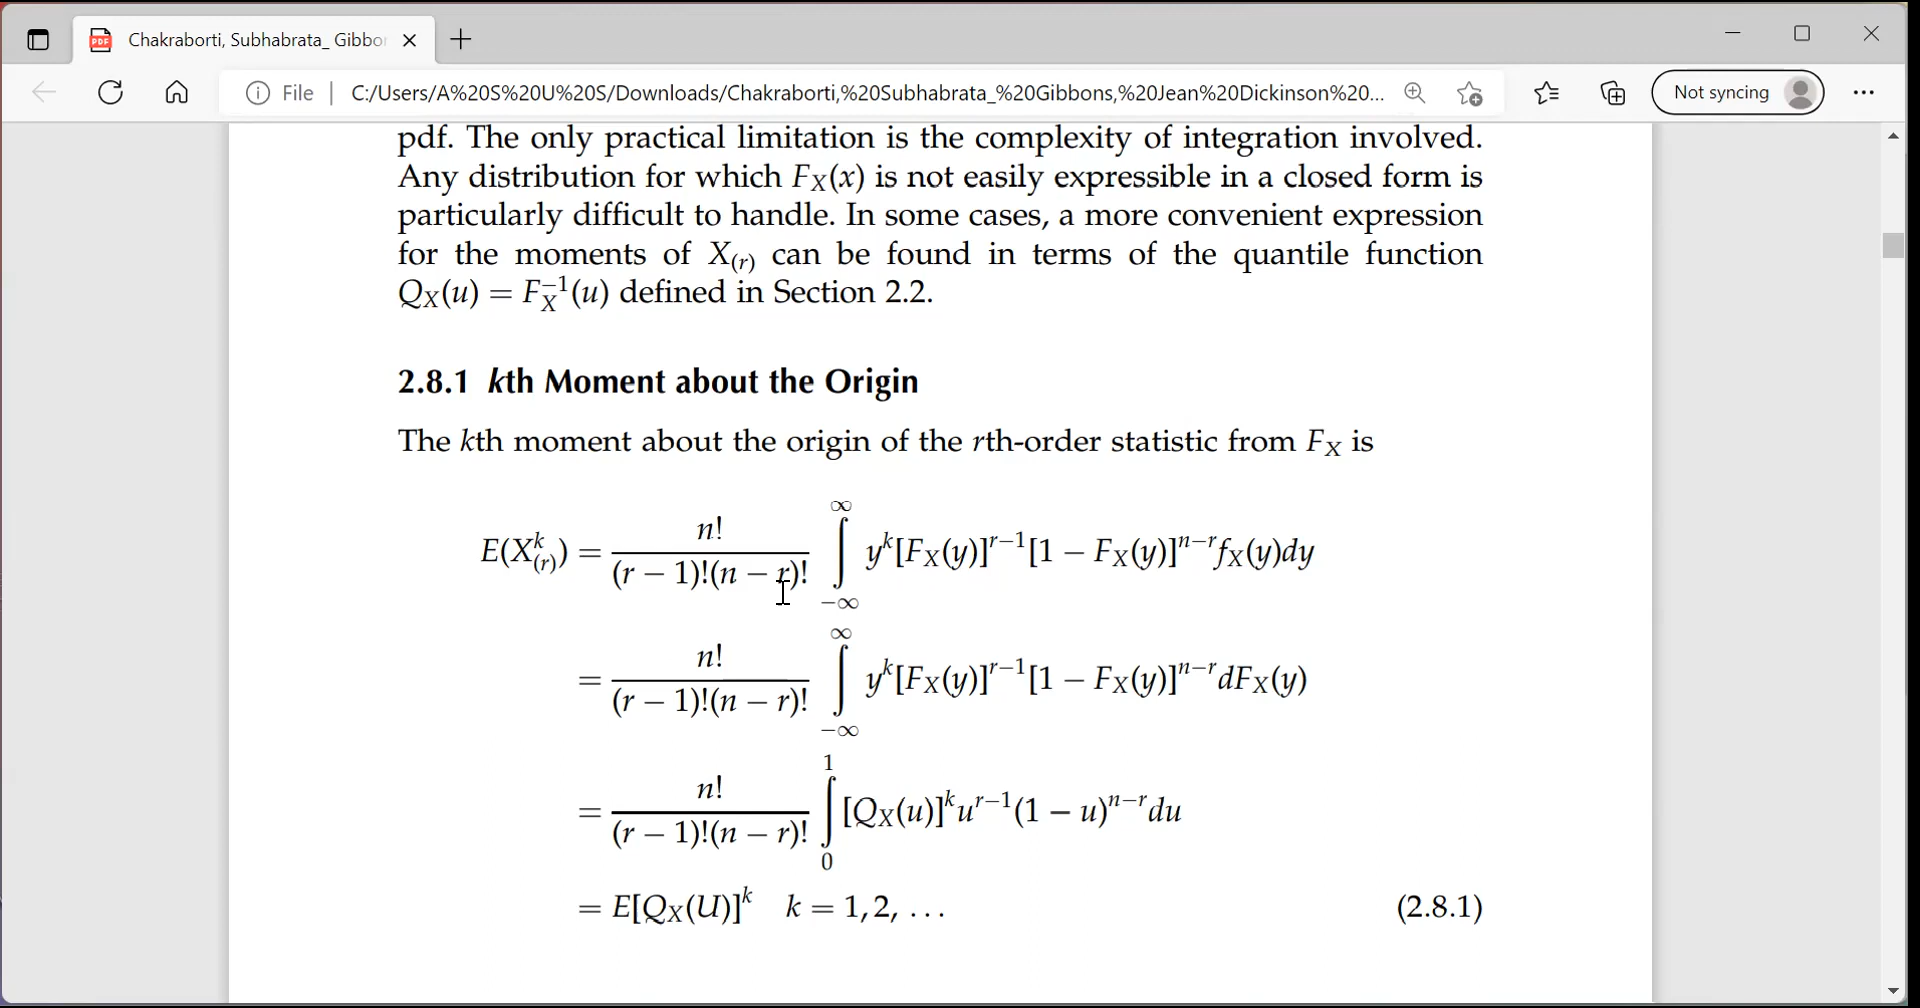 Chakraborti, Subhabrata_ Gibbo
File | C:/Users/A%20S%20U%20S/Downloads/Chakraborti,%20Subhabrata_%20Gibbons,%20Jean%20Dickinson%20... Not syncing
pdf. The only practical limitation is the complexity of integration involved.
Any distribution for which F_X(x) is not easily expressible in a closed form is
particularly difficult to handle. In some cases, a more convenient expression
for the moments of X_(r) can be found in terms of the quantile function
Q_X(u) = F_X^{-1}(u) defined in Section 2.2.
2.8.1 kth Moment about the Origin
The kth moment about the origin of the rth-order statistic from F_X is
E(X_{(r)}^k) = \frac{n!}{(r − 1)!(n − r)!} \int_{−∞}^{∞} y^k[F_X(y)]^{r−1}[1 − F_X(y)]^{n−r} f_X(y)dy
= \frac{n!}{(r − 1)!(n − r)!} \int_{−∞}^{∞} y^k[F_X(y)]^{r−1}[1 − F_X(y)]^{n−r} dF_X(y)
= \frac{n!}{(r − 1)!(n − r)!} \int_0^1 [Q_X(u)]^k u^{r−1}(1 − u)^{n−r} du
= E[Q_X(U)]^k k = 1, 2, ... (2.8.1)